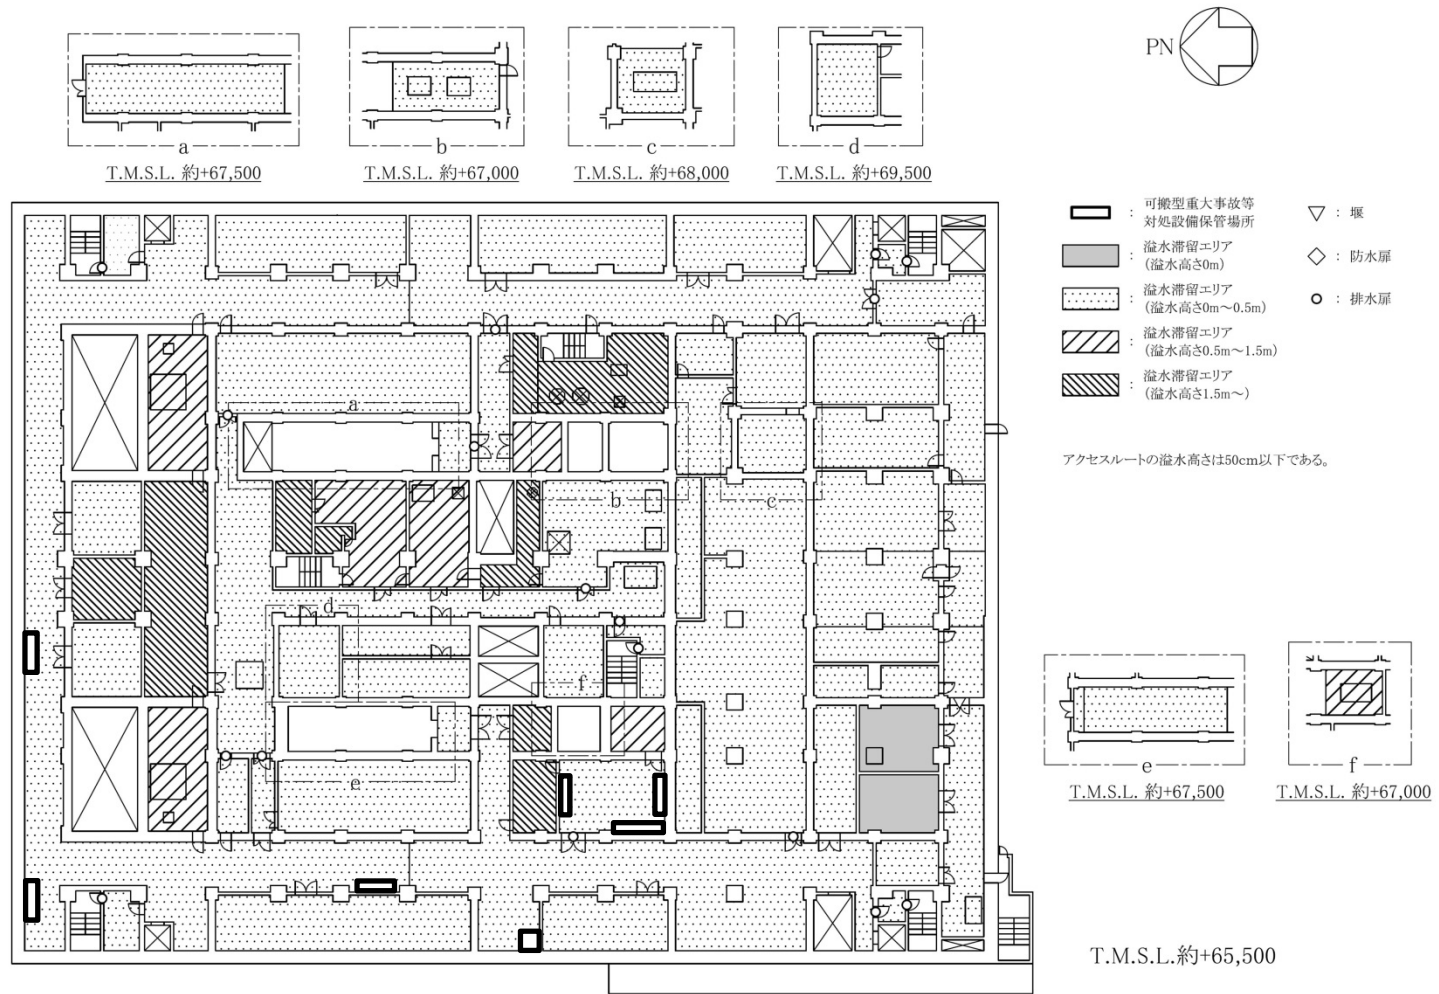 PN
a
T.M.S.L. 約+67,500
b
T.M.S.L. 約+67,000
c
T.M.S.L. 約+68,000
d
T.M.S.L. 約+69,500
： 可搬型重大事故等
対処設備保管場所
： 溢水滞留エリア
(溢水高さ0m)
： 溢水滞留エリア
(溢水高さ0m～0.5m)
： 溢水滞留エリア
(溢水高さ0.5m～1.5m)
： 溢水滞留エリア
(溢水高さ1.5m～)
： 堰
： 防水扉
： 排水扉
アクセスルートの溢水高さは50cm以下である。
a
b
c
d
f
e
e
T.M.S.L. 約+67,500
f
T.M.S.L. 約+67,000
T.M.S.L.約+65,500